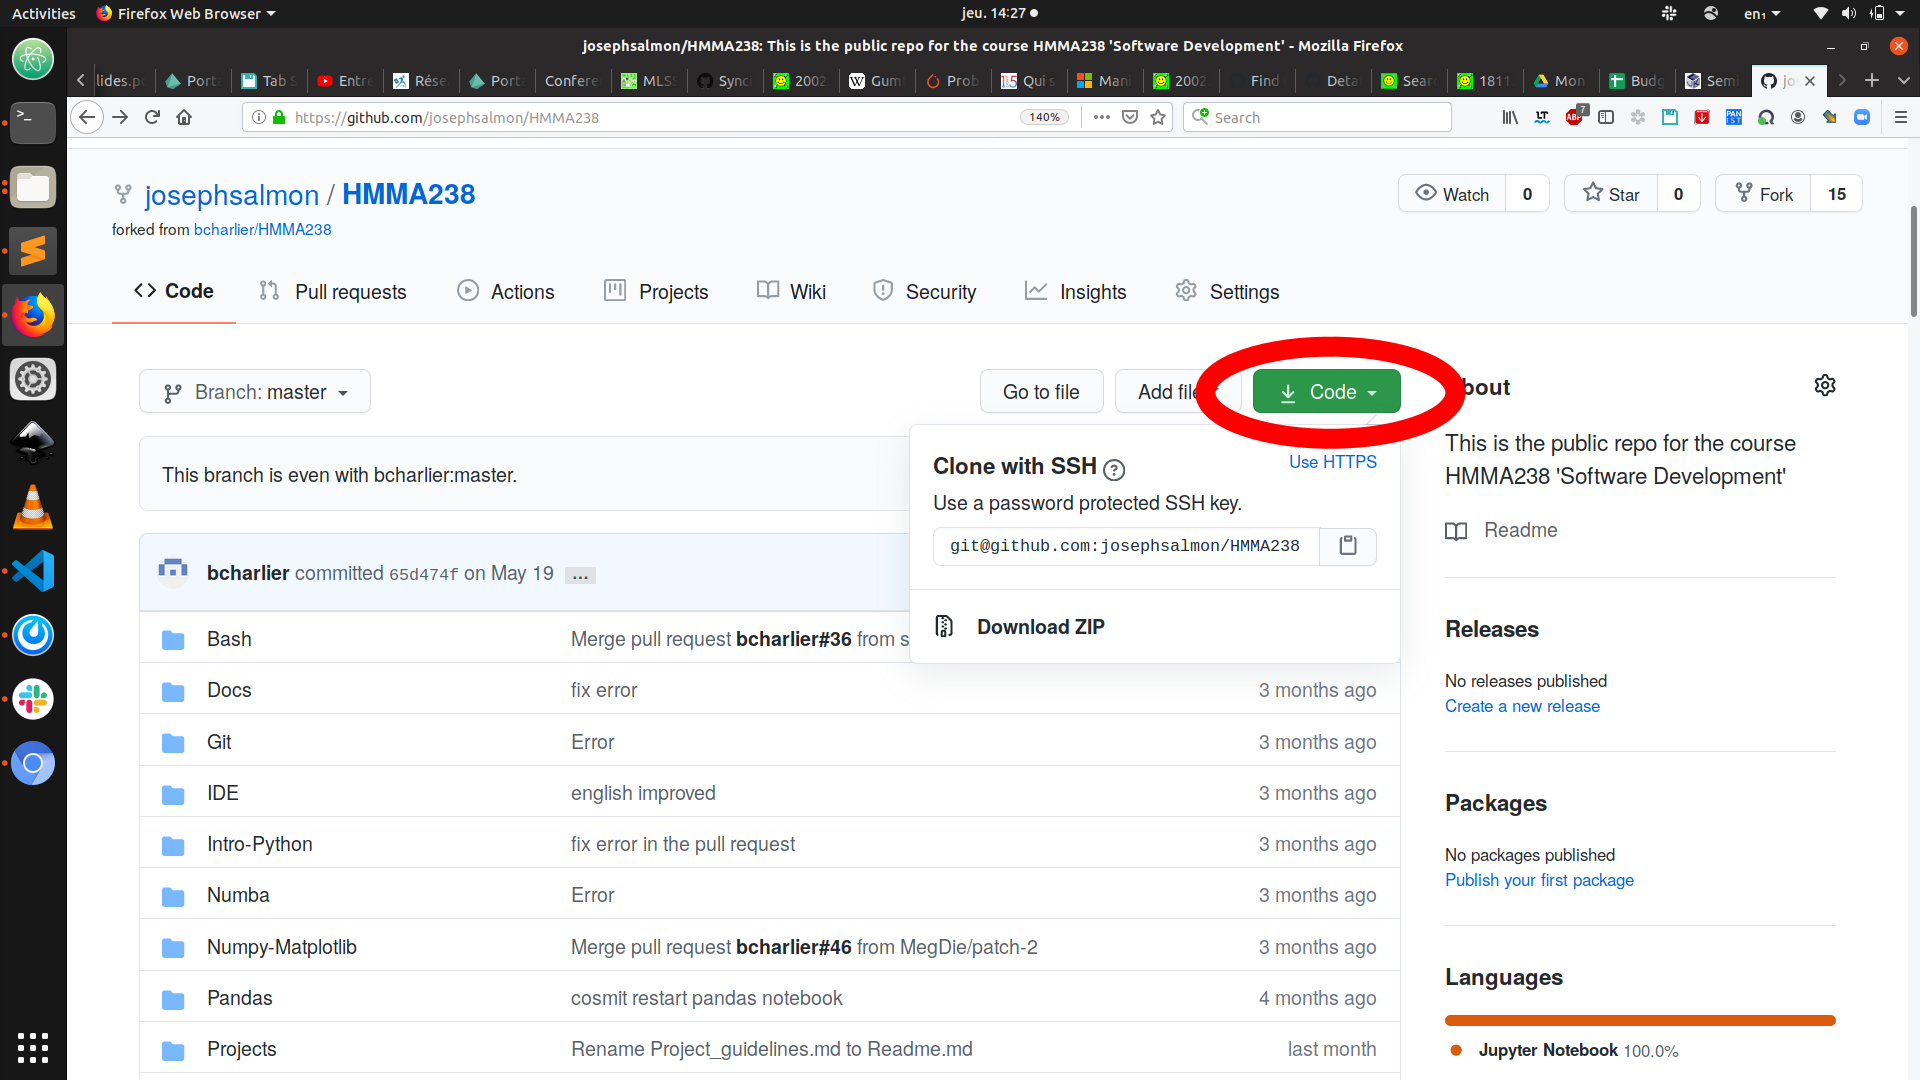 Activities Firefox Web Browser jeu. 14:27 en₁
josephsalmon/HMMA238: This is the public repo for the course HMMA238 'Software Development' - Mozilla Firefox
lides.p Porta Tab S Entre Rése Porta Confere MLSS Sync 2002 Gum Prob Qui s Mani 2002 Find Deta Sear 1811 Mon Budg Semi jo
https://github.com/josephsalmon/HMMA238 140% Search 7
josephsalmon / HMMA238
Watch 0 Star 0 Fork 15
forked from bcharlier/HMMA238
Code Pull requests Actions Projects Wiki Security Insights Settings
Branch: master Go to file Add file Code
This branch is even with bcharlier:master.
Clone with SSH Use HTTPS
Use a password protected SSH key.
git@github.com:josephsalmon/HMMA238
Download ZIP
bcharlier committed 65d474f on May 19 ...
Bash Merge pull request bcharlier#36 from s
Docs fix error 3 months ago
Git Error 3 months ago
IDE english improved 3 months ago
Intro-Python fix error in the pull request 3 months ago
Numba Error 3 months ago
Numpy-Matplotlib Merge pull request bcharlier#46 from MegDie/patch-2 3 months ago
Pandas cosmit restart pandas notebook 4 months ago
Projects Rename Project_guidelines.md to Readme.md last month
bout
This is the public repo for the course
HMMA238 'Software Development'
Readme
Releases
No releases published
Create a new release
Packages
No packages published
Publish your first package
Languages
Jupyter Notebook 100.0%